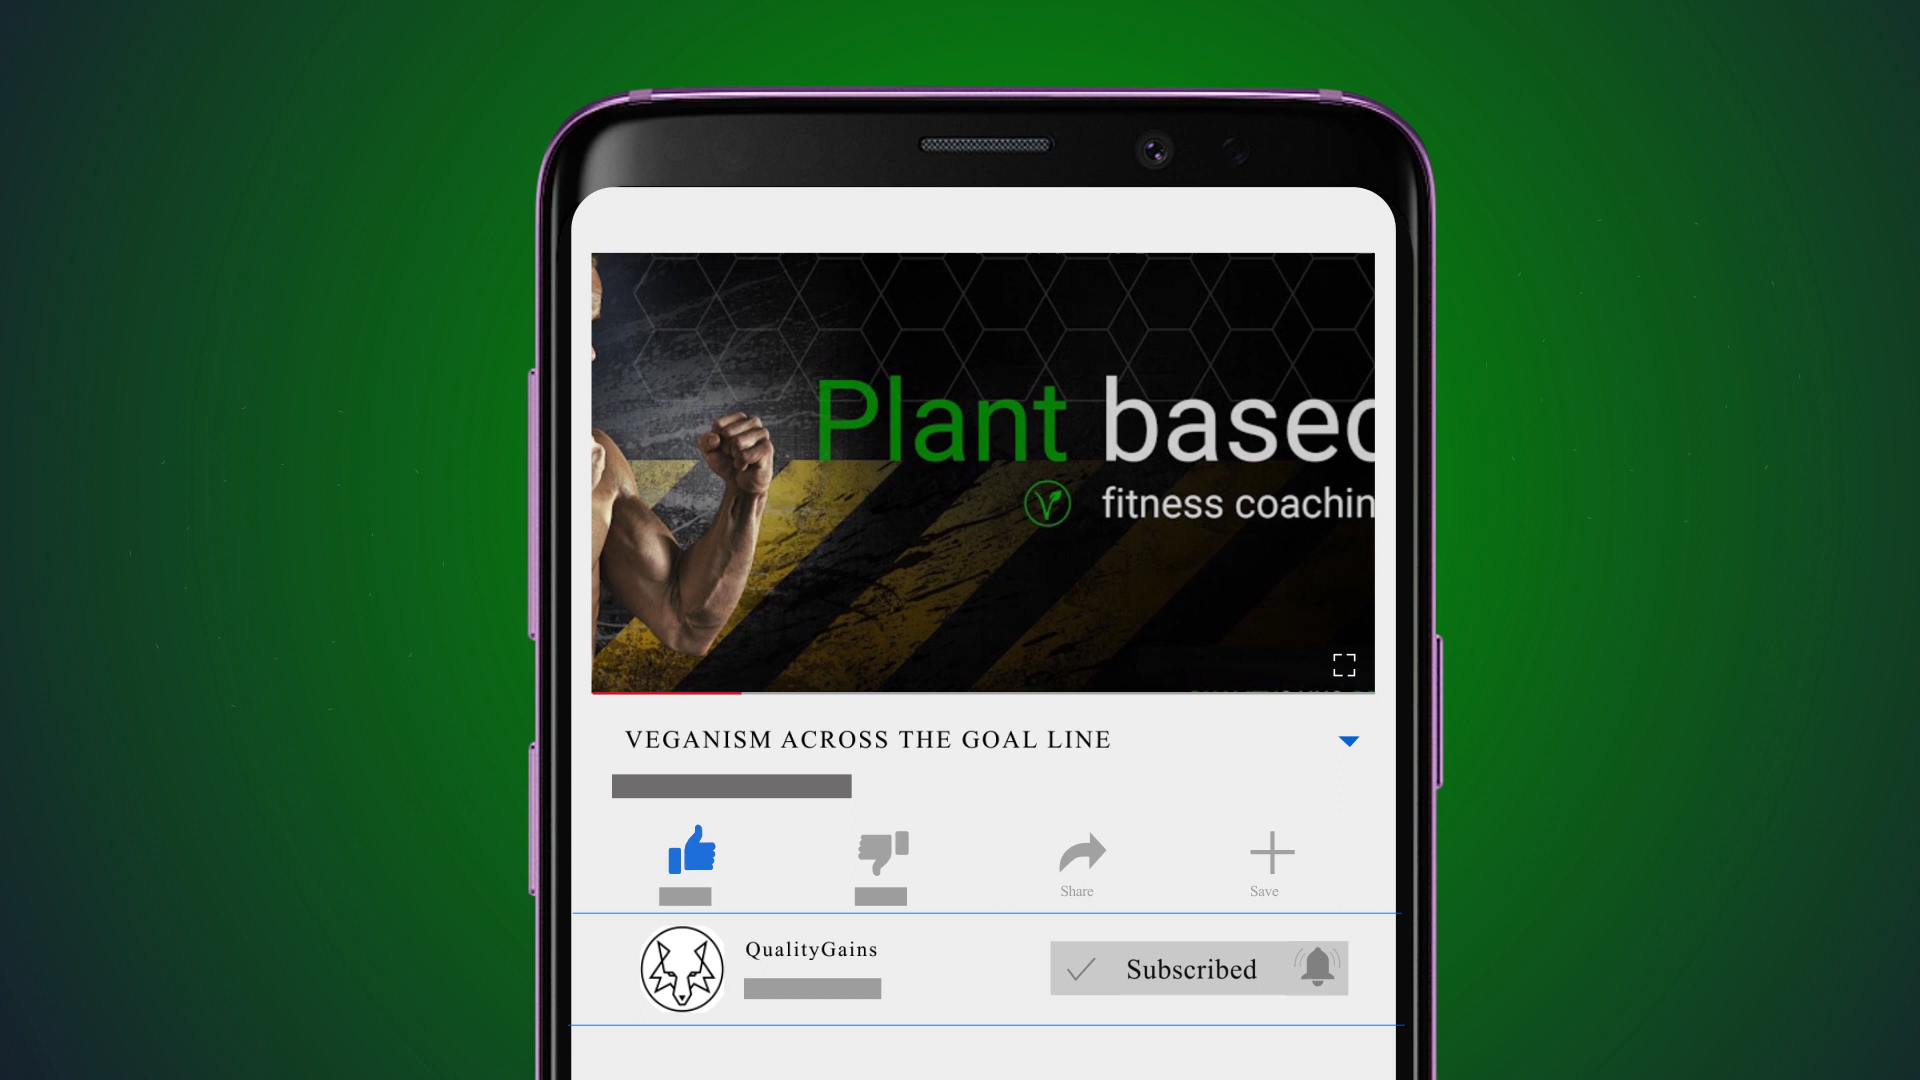 Plant based
fitness coachin
VEGANISM ACROSS THE GOAL LINE
Share
Save
QualityGains
Subscribed